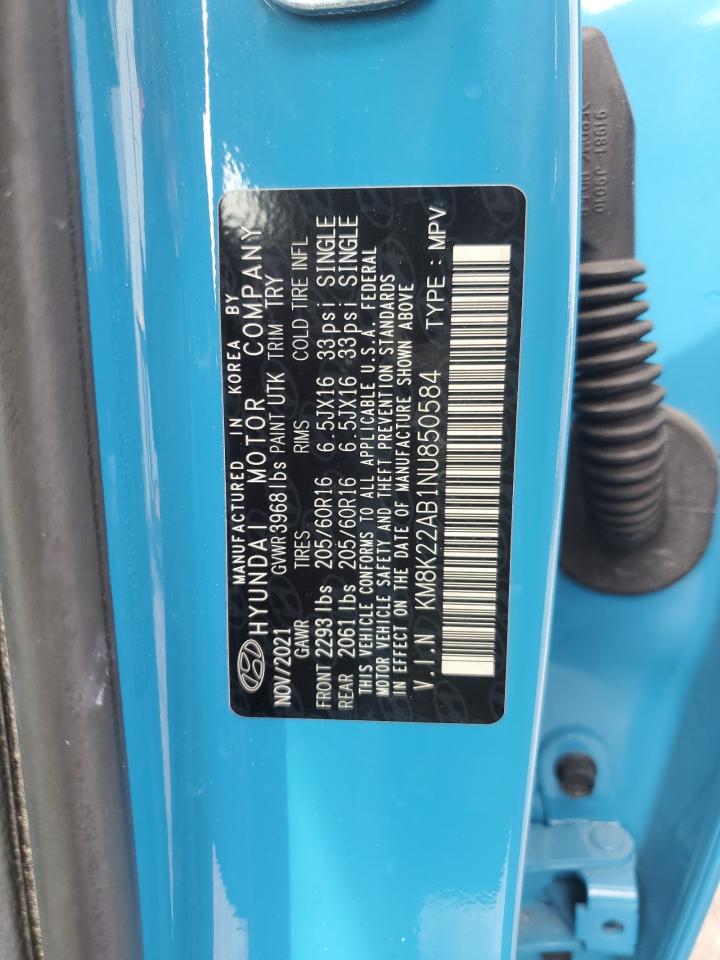 MANUFACTURED IN KOREA BY
HYUNDAI MOTOR COMPANY
NOV/2021 GVWR 3968 lbs PAINT UTK TRIM TRY
GAWR TIRES RIMS COLD TIRE INFL
FRONT 2293 lbs 205/60R16 6.5JX16 33psi SINGLE
REAR 2061 lbs 205/60R16 6.5JX16 33psi SINGLE
THIS VEHICLE CONFORMS TO ALL APPLICABLE U.S.A. FEDERAL
MOTOR VEHICLE SAFETY AND THEFT PREVENTION STANDARDS
IN EFFECT ON THE DATE OF MANUFACTURE SHOWN ABOVE
V.I.N KM8K22AB1NU850584 TYPE : MPV
91981-J9010